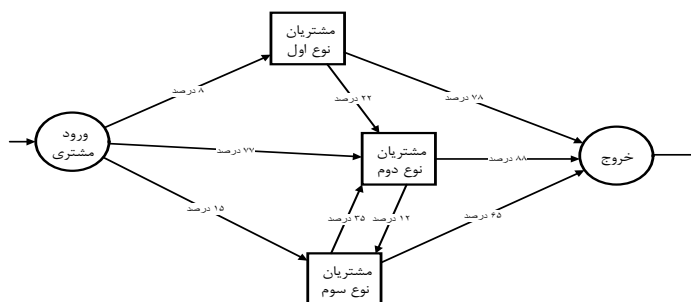 مشتریان
نوع اول
۸ درصد
۲۲ درصد
۷۸ درصد
ورود
مشتری
۷۷ درصد
مشتریان
نوع دوم
۸۸ درصد
خروج
۱۵ درصد
۳۵ درصد
۱۲ درصد
۶۵ درصد
مشتریان
نوع سوم